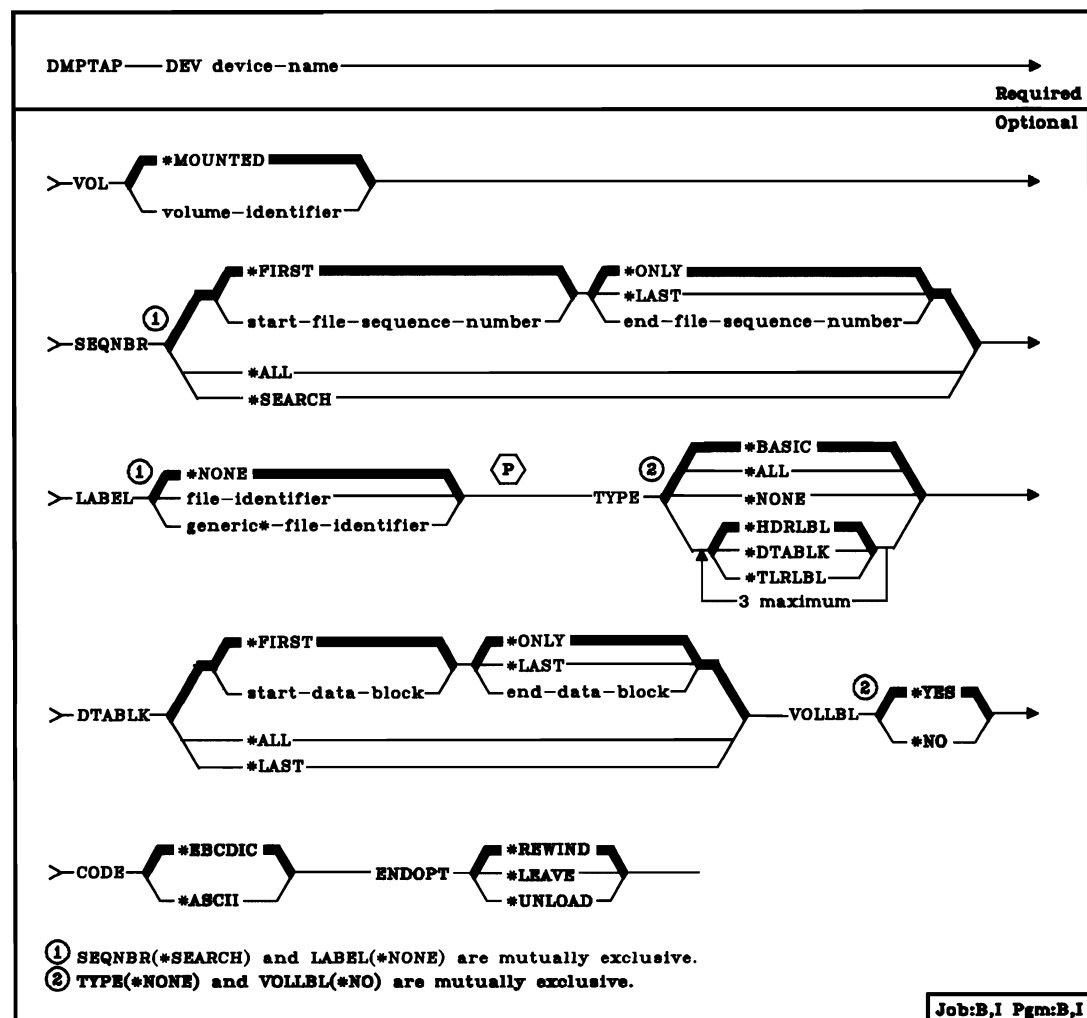 DMPTAP DEV device-name
Required
Optional
*MOUNTED
VOL
volume-identifier
*FIRST *ONLY
*LAST
start-file-sequence-number end-file-sequence-number
1
SEQNBR
*ALL
*SEARCH
1 *NONE P 2 *BASIC
*ALL
LABEL file-identifier TYPE *NONE
generic*-file-identifier
*HDRLBL
*DTABLK
*TLRLBL
3 maximum
*FIRST *ONLY
*LAST
start-data-block end-data-block
2 *YES
DTABLK VOLLBL
*ALL *NO
*LAST
*EBCDIC *REWIND
CODE ENDOPT *LEAVE
*ASCII *UNLOAD
1 SEQNBR(*SEARCH) and LABEL(*NONE) are mutually exclusive.
2 TYPE(*NONE) and VOLLBL(*NO) are mutually exclusive.
Job:B,I Pgm:B,I